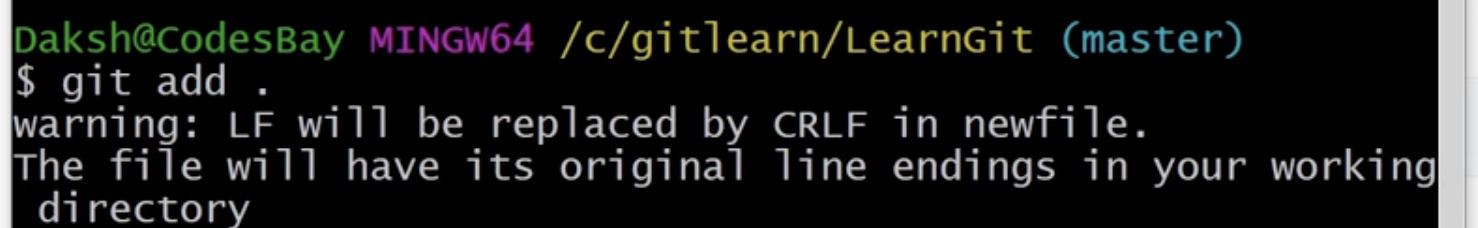 Daksh@CodesBay MINGW64 /c/gitlearn/LearnGit (master)
$ git add .
warning: LF will be replaced by CRLF in newfile.
The file will have its original line endings in your working
directory